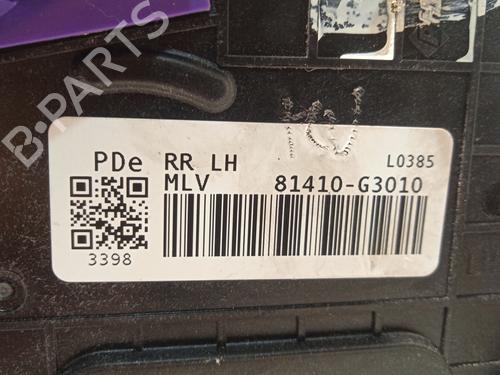 B-PARTS
PDe RR LH L0385
MLV 81410-G3010
3398